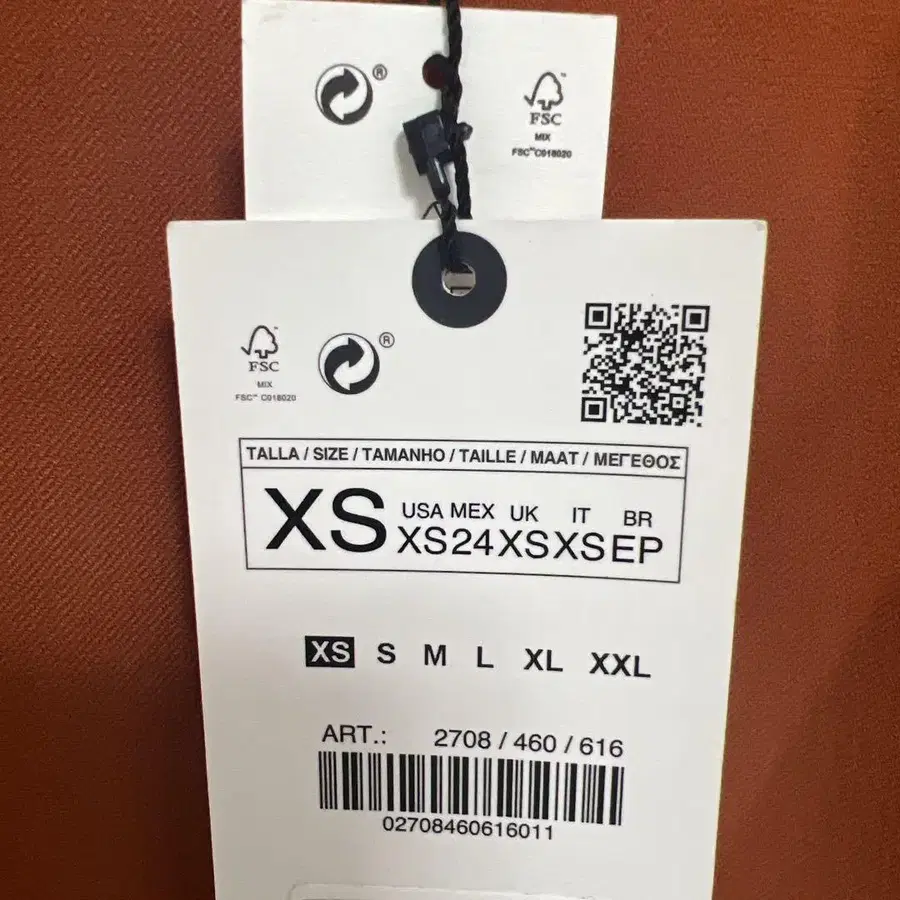 ®
FSC™
MIX
FSC™ C018020
®
FSC
MIX
FSC™ C018020
TALLA / SIZE / TAMANHO / TAILLE / MAAT / ΜΕΓΕΘΟΣ
XS
USA MEX UK IT BR
XS 24 XS XS EP
XS S M L XL XXL
ART.: 2708 / 460 / 616
02708460616011